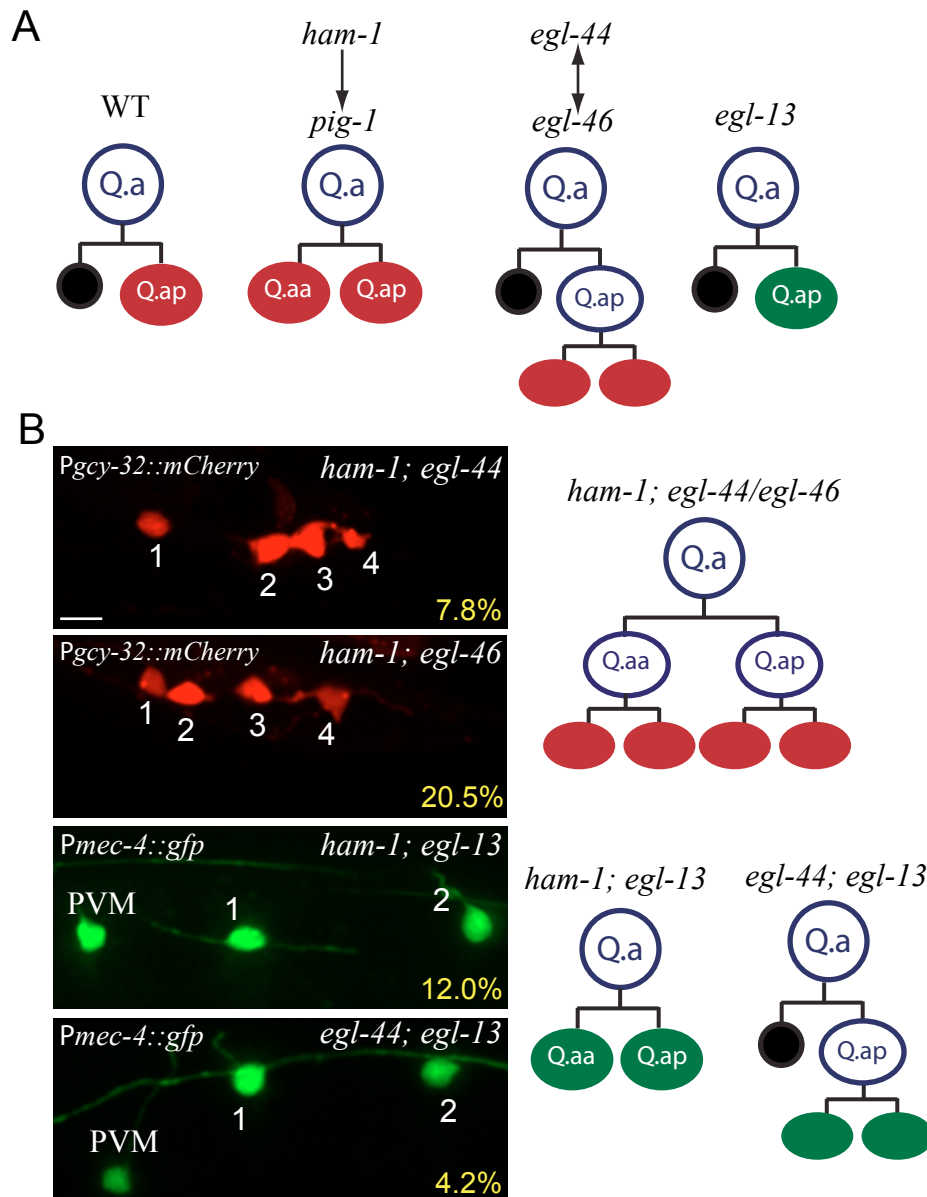 A
WT
ham-1
pig-1
egl-44
egl-46
egl-13
Q.a
Q.a
Q.a
Q.a
Q.ap
Q.aa
Q.ap
Q.ap
Q.ap
B
Pgcy-32::mCherry
ham-1; egl-44
1
2
3
4
7.8%
Pgcy-32::mCherry
ham-1; egl-46
1
2
3
4
20.5%
ham-1; egl-44/egl-46
Q.a
Q.aa
Q.ap
Pmec-4::gfp
ham-1; egl-13
PVM
1
2
12.0%
Pmec-4::gfp
egl-44; egl-13
1
2
PVM
4.2%
ham-1; egl-13
Q.a
Q.aa
Q.ap
egl-44; egl-13
Q.a
Q.ap